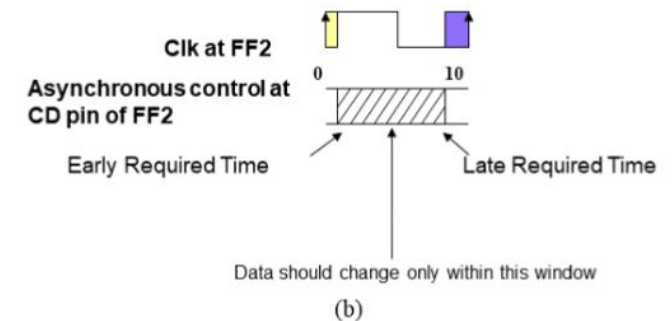 Clk at FF2
0 10
Asynchronous control at
CD pin of FF2
Early Required Time Late Required Time
Data should change only within this window
(b)